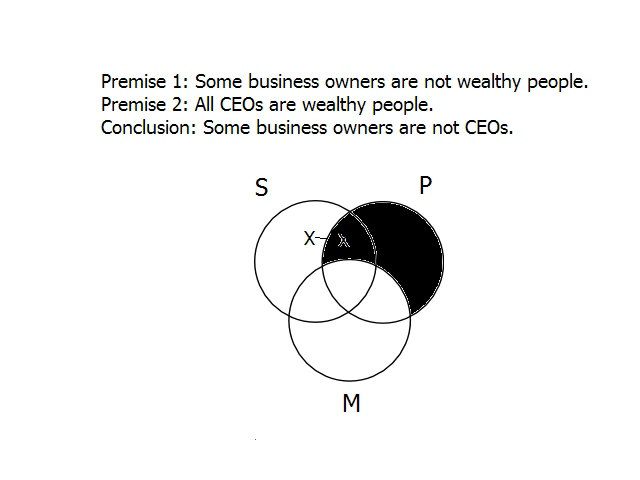 Premise 1: Some business owners are not wealthy people.
Premise 2: All CEOs are wealthy people.
Conclusion: Some business owners are not CEOs.
S
P
X
M